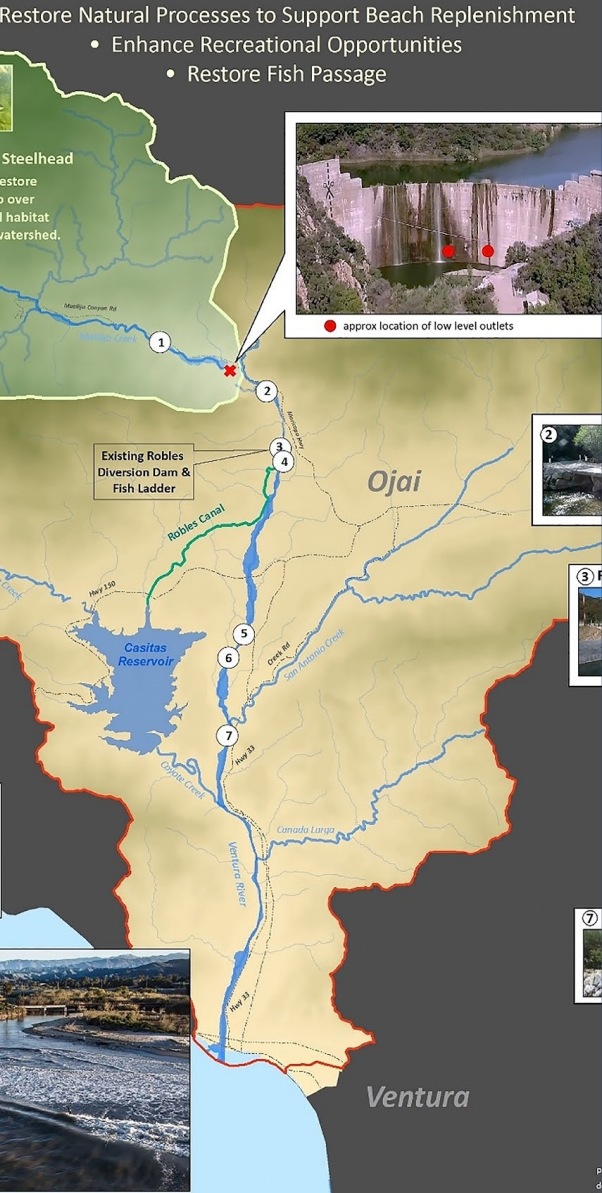 Restore Natural Processes to Support Beach Replenishment
• Enhance Recreational Opportunities
• Restore Fish Passage
Steelhead
estore
o over
l habitat
watershed.
approx location of low level outlets
Matilija Canyon Rd
Matilija Creek
1
2
Maricopa Hwy
3
4
Existing Robles
Diversion Dam &
Fish Ladder
Ojai
2
Robles Canal
3 F
Hwy 150
Creek
Casitas
Reservoir
5
6
Creek Rd
San Antonio Creek
7
Hwy 33
Coyote Creek
Canada Larga
Ventura River
7
Hwy 33
Ventura
P
d